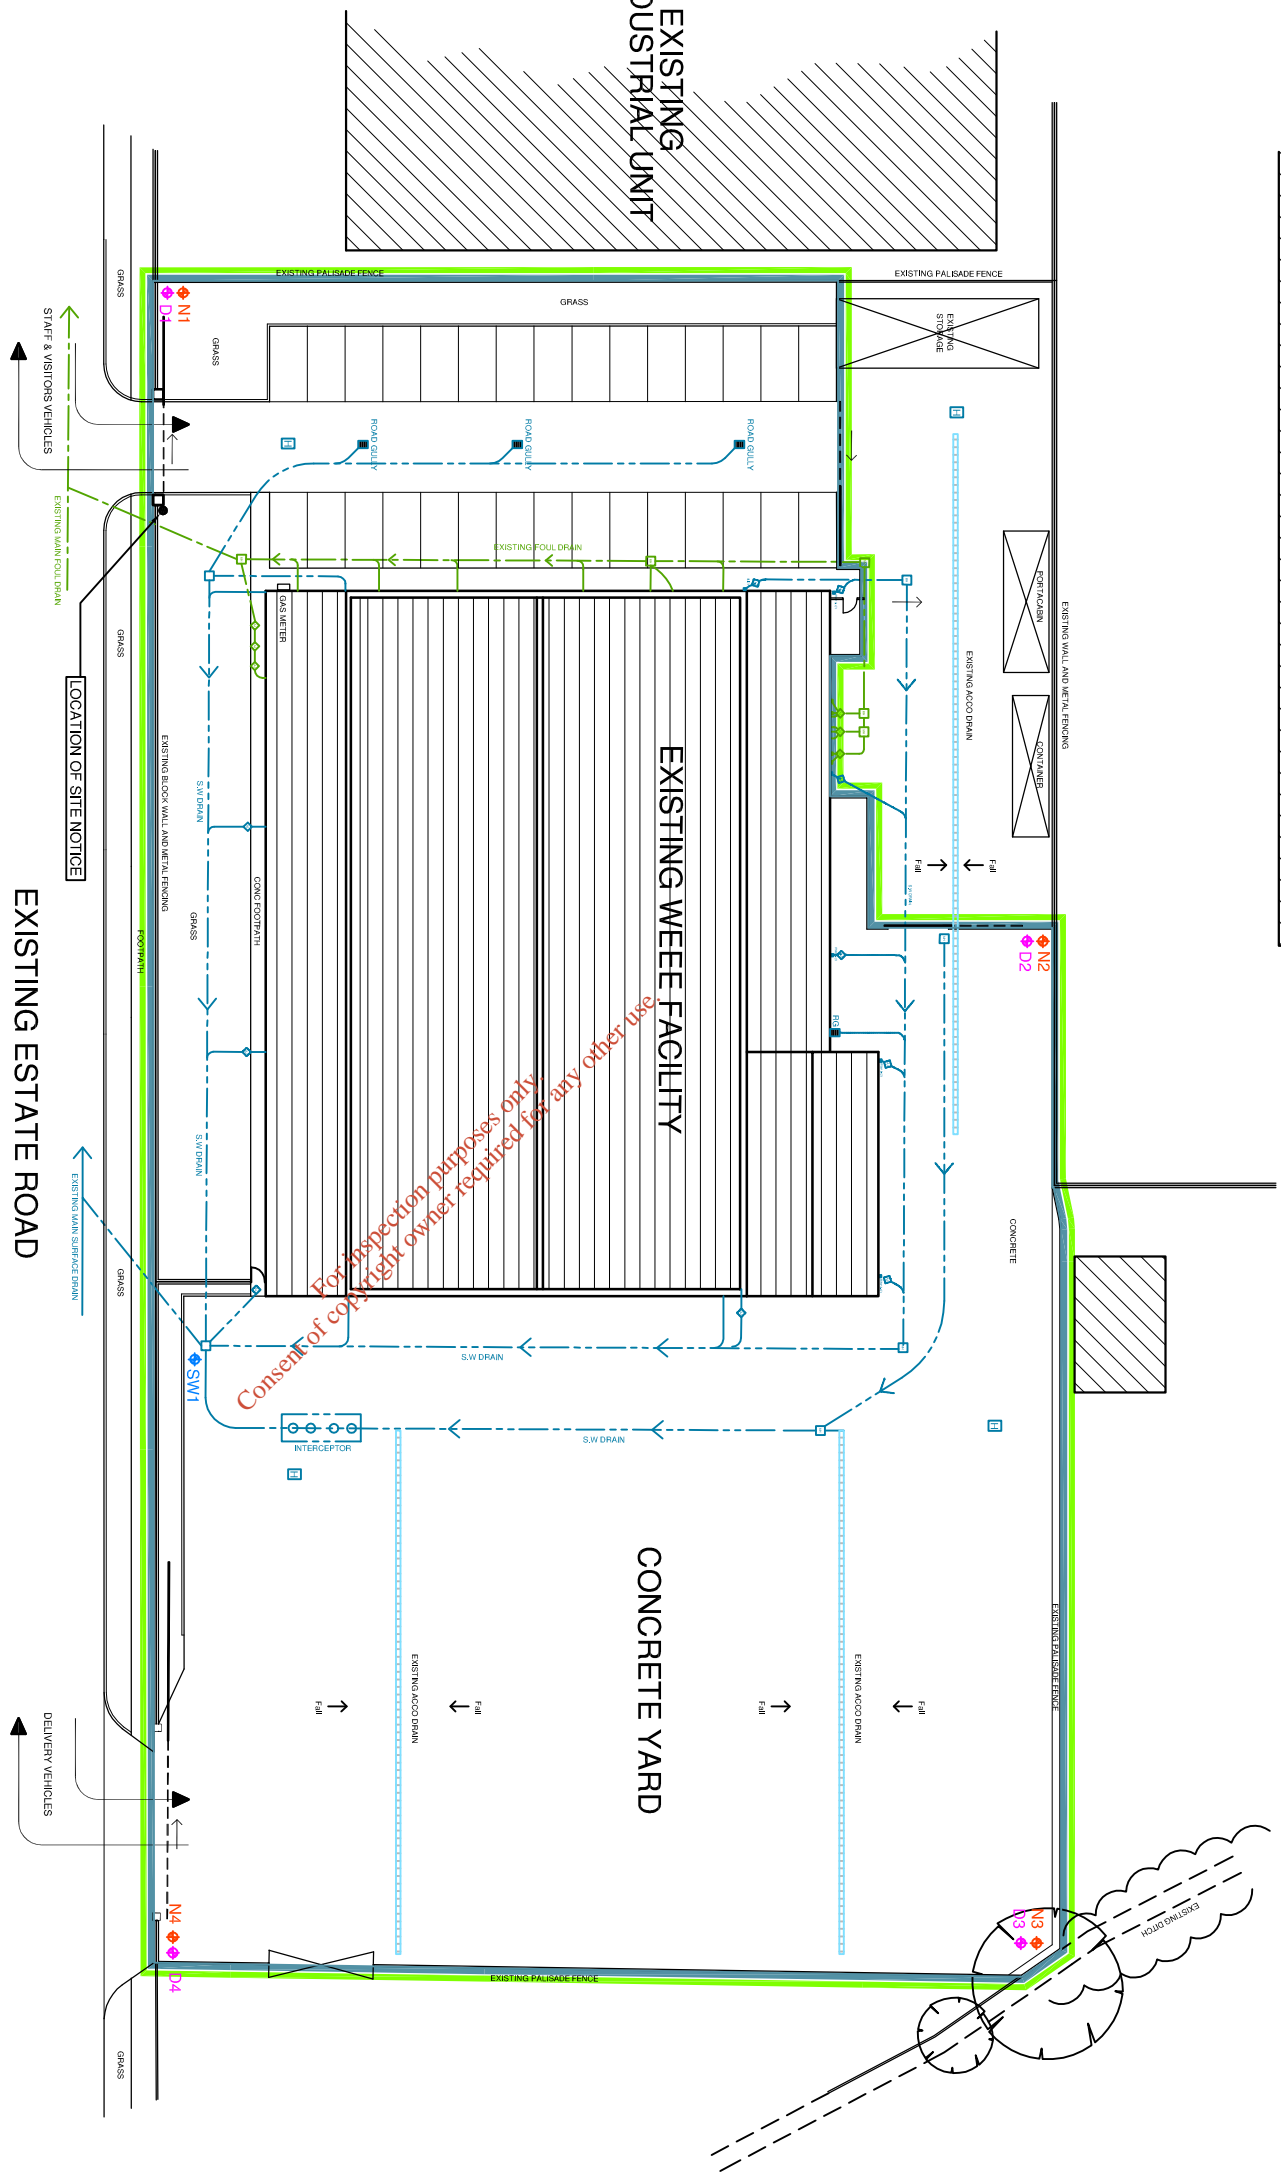 EXISTING
DUSTRIAL UNIT
EXISTING PALISADE FENCE
EXISTING PALISADE FENCE
GRASS
N1
D1
GRASS
GRASS
EXISTING
STORAGE
STAFF & VISITORS VEHICLES
H
H
ROAD GULLY
ROAD GULLY
ROAD GULLY
EXISTING MAIN FOUL DRAIN
EXISTING FOUL DRAIN
GAS METER
PORTACABIN
EXISTING WALL AND METAL FENCING
EXISTING ACCO DRAIN
CONTAINER
GRASS
LOCATION OF SITE NOTICE
EXISTING BLOCK WALL AND METAL FENCING
S.W DRAIN
CONC FOOTPATH
GRASS
FOOTPATH
EXISTING WEEE FACILITY
Fall
Fall
N2
D2
RG
EXISTING ESTATE ROAD
S.W DRAIN
EXISTING MAIN SURFACE DRAIN
GRASS
CONCRETE
For inspection purposes only.
Consent of copyright owner required for any other use.
S.W DRAIN
SW1
INTERCEPTOR
S.W DRAIN
H
H
CONCRETE YARD
EXISTING PALISADE FENCE
EXISTING ACCO DRAIN
EXISTING ACCO DRAIN
Fall
Fall
Fall
Fall
DELIVERY VEHICLES
N4
D4
N3
D3
EXISTING DITCH
EXISTING PALISADE FENCE
GRASS